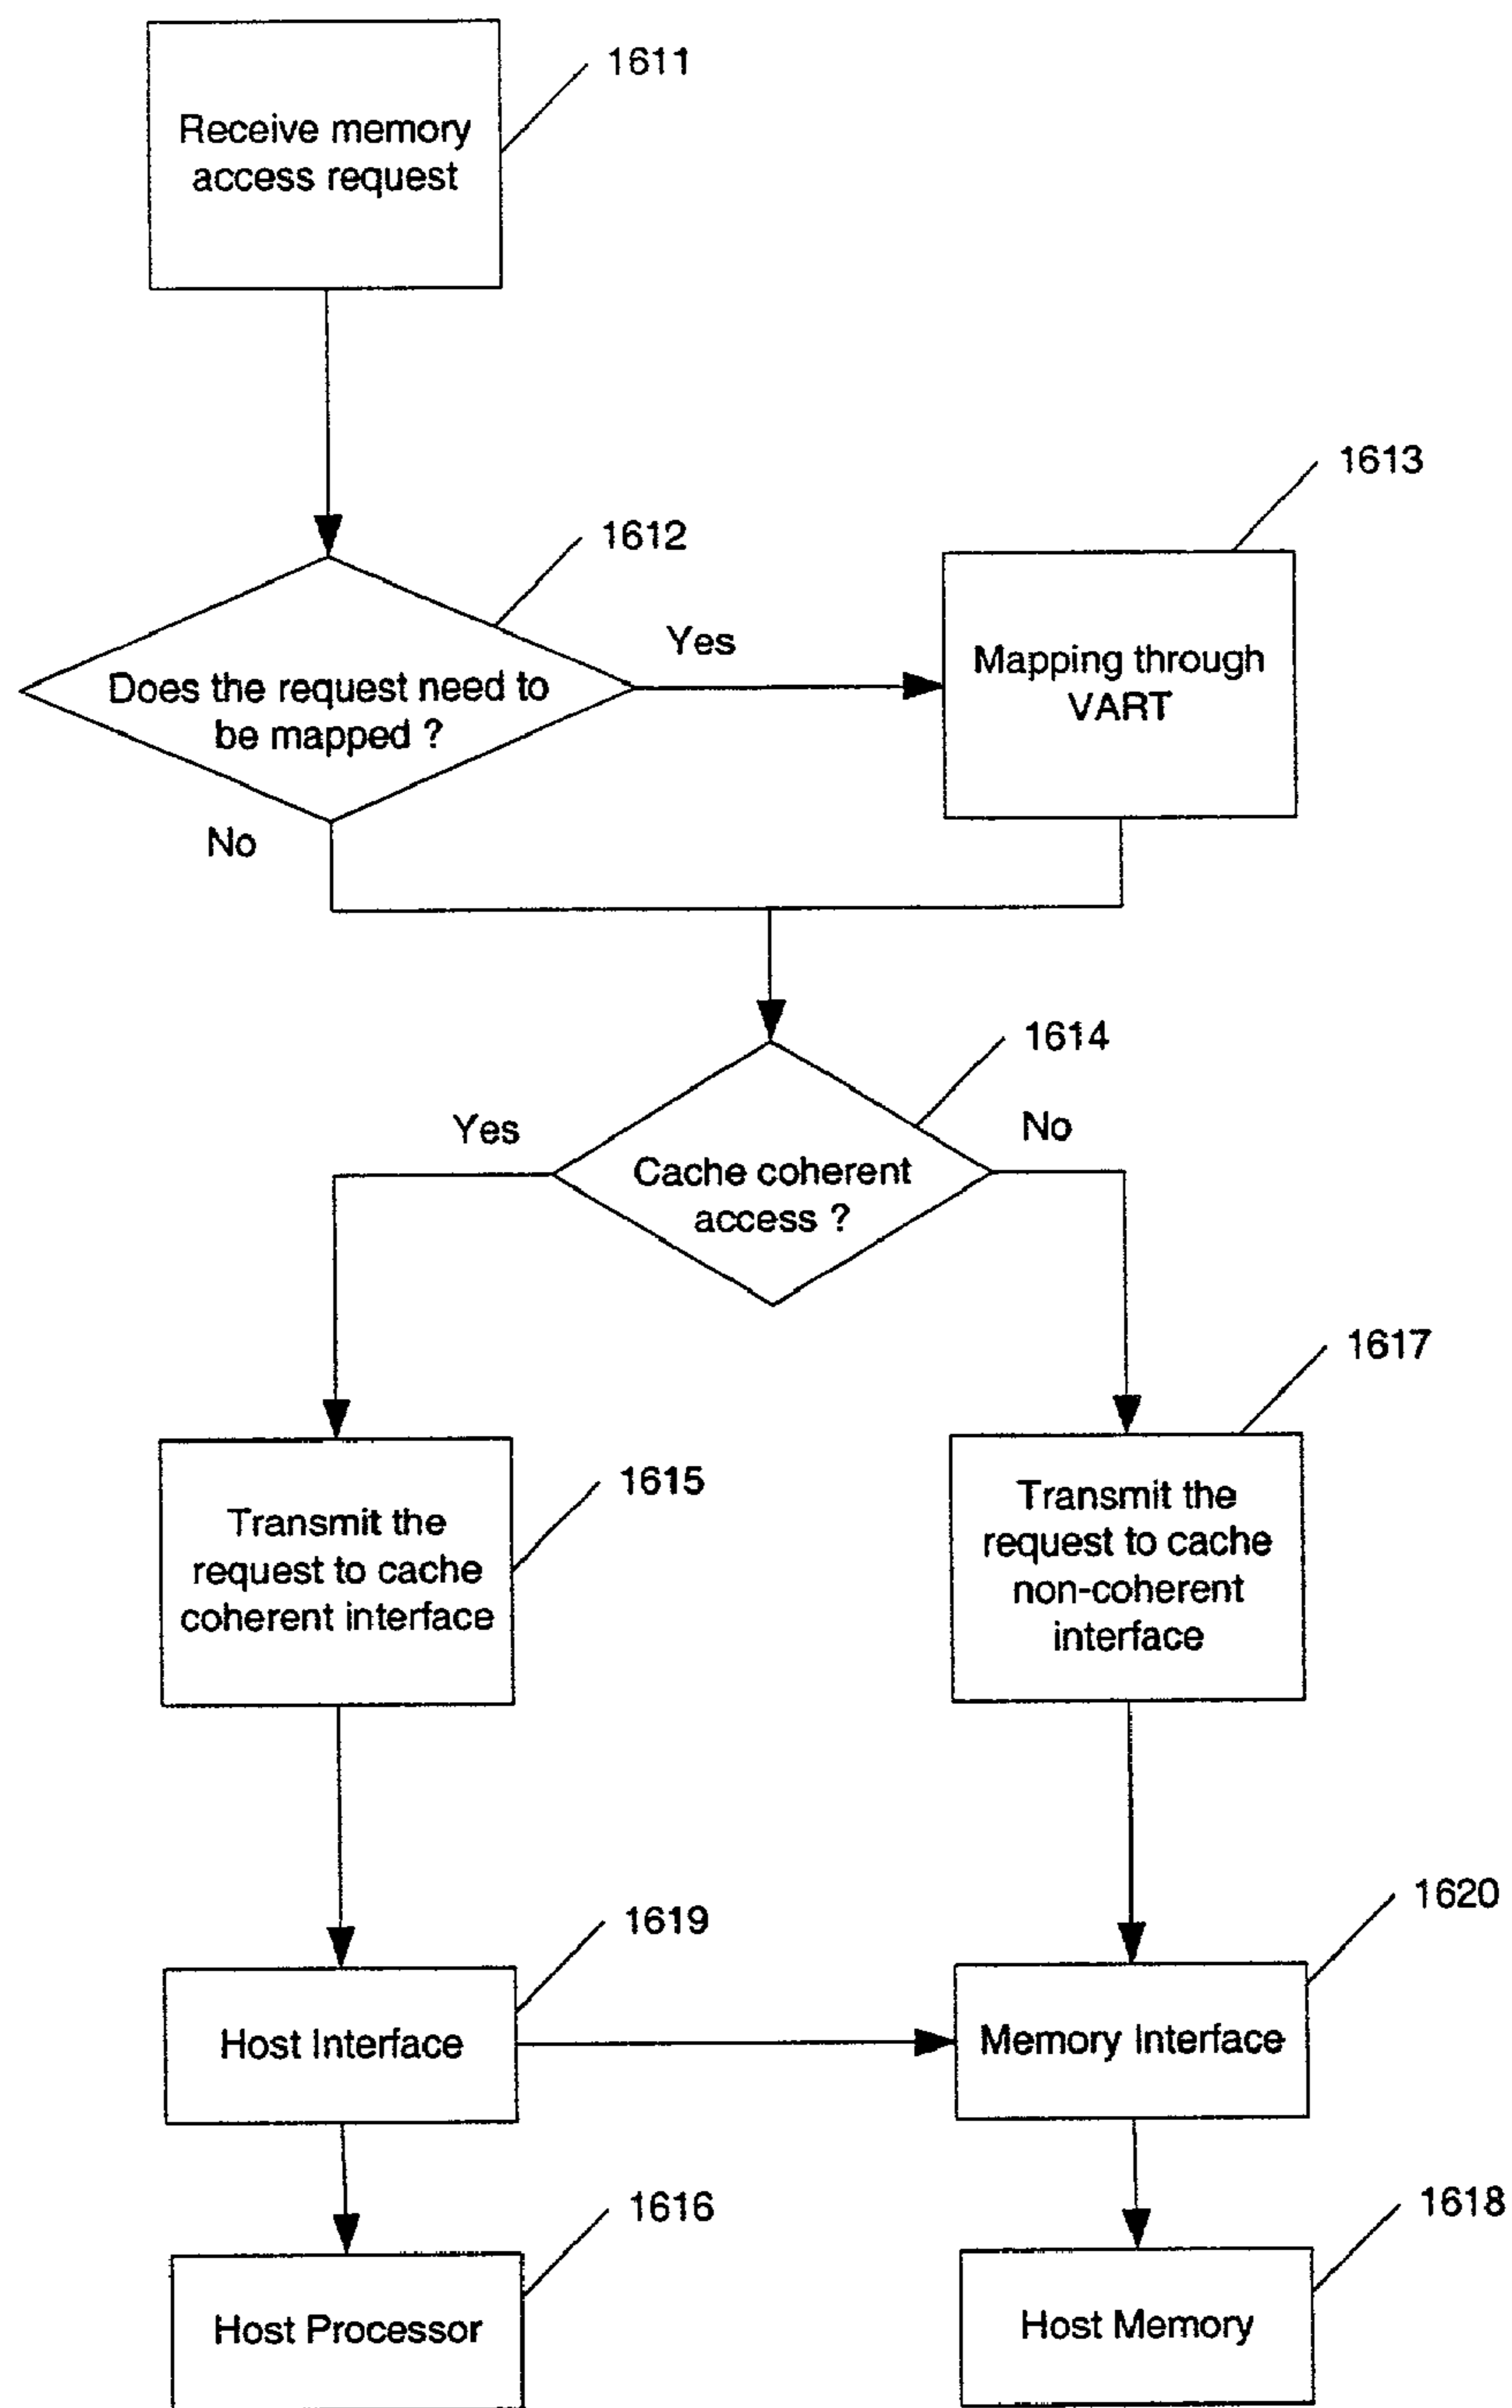 1611
Receive memory
access request
1613
1612
Yes
Mapping through
VART
Does the request need to
be mapped ?
No
1614
Yes
No
Cache coherent
access ?
1617
1615
Transmit the
request to cache
coherent interface
Transmit the
request to cache
non-coherent
interface
1620
1619
Host Interface
Memory Interface
1616
1618
Host Processor
Host Memory